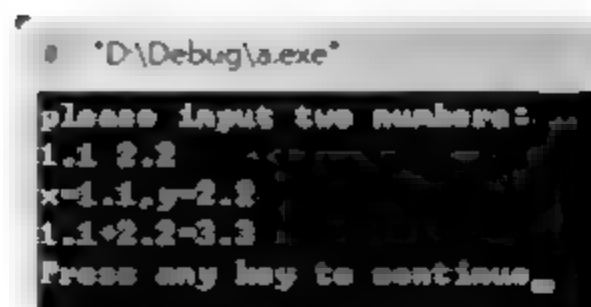 "D:\Debug\a.exe"
please input two numbers:
1.1 2.2
x=1.1,y=2.2
1.1+2.2=3.3
Press any key to continue_